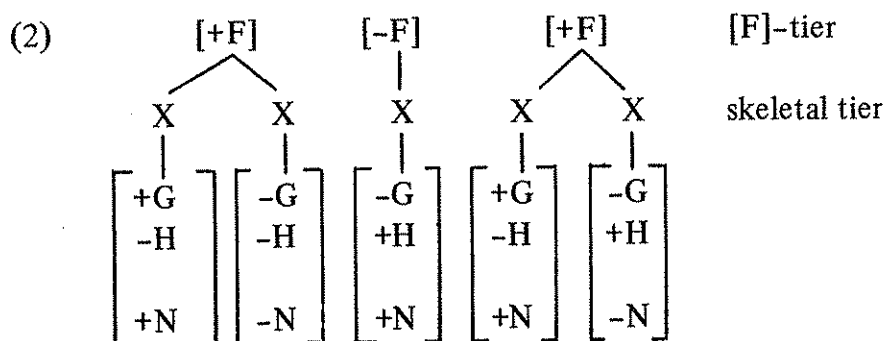 (2) [+F] [–F] [+F] [F]-tier
X X X X X skeletal tier
+G –G –G +G –G
–H –H +H –H +H
+N –N +N +N –N